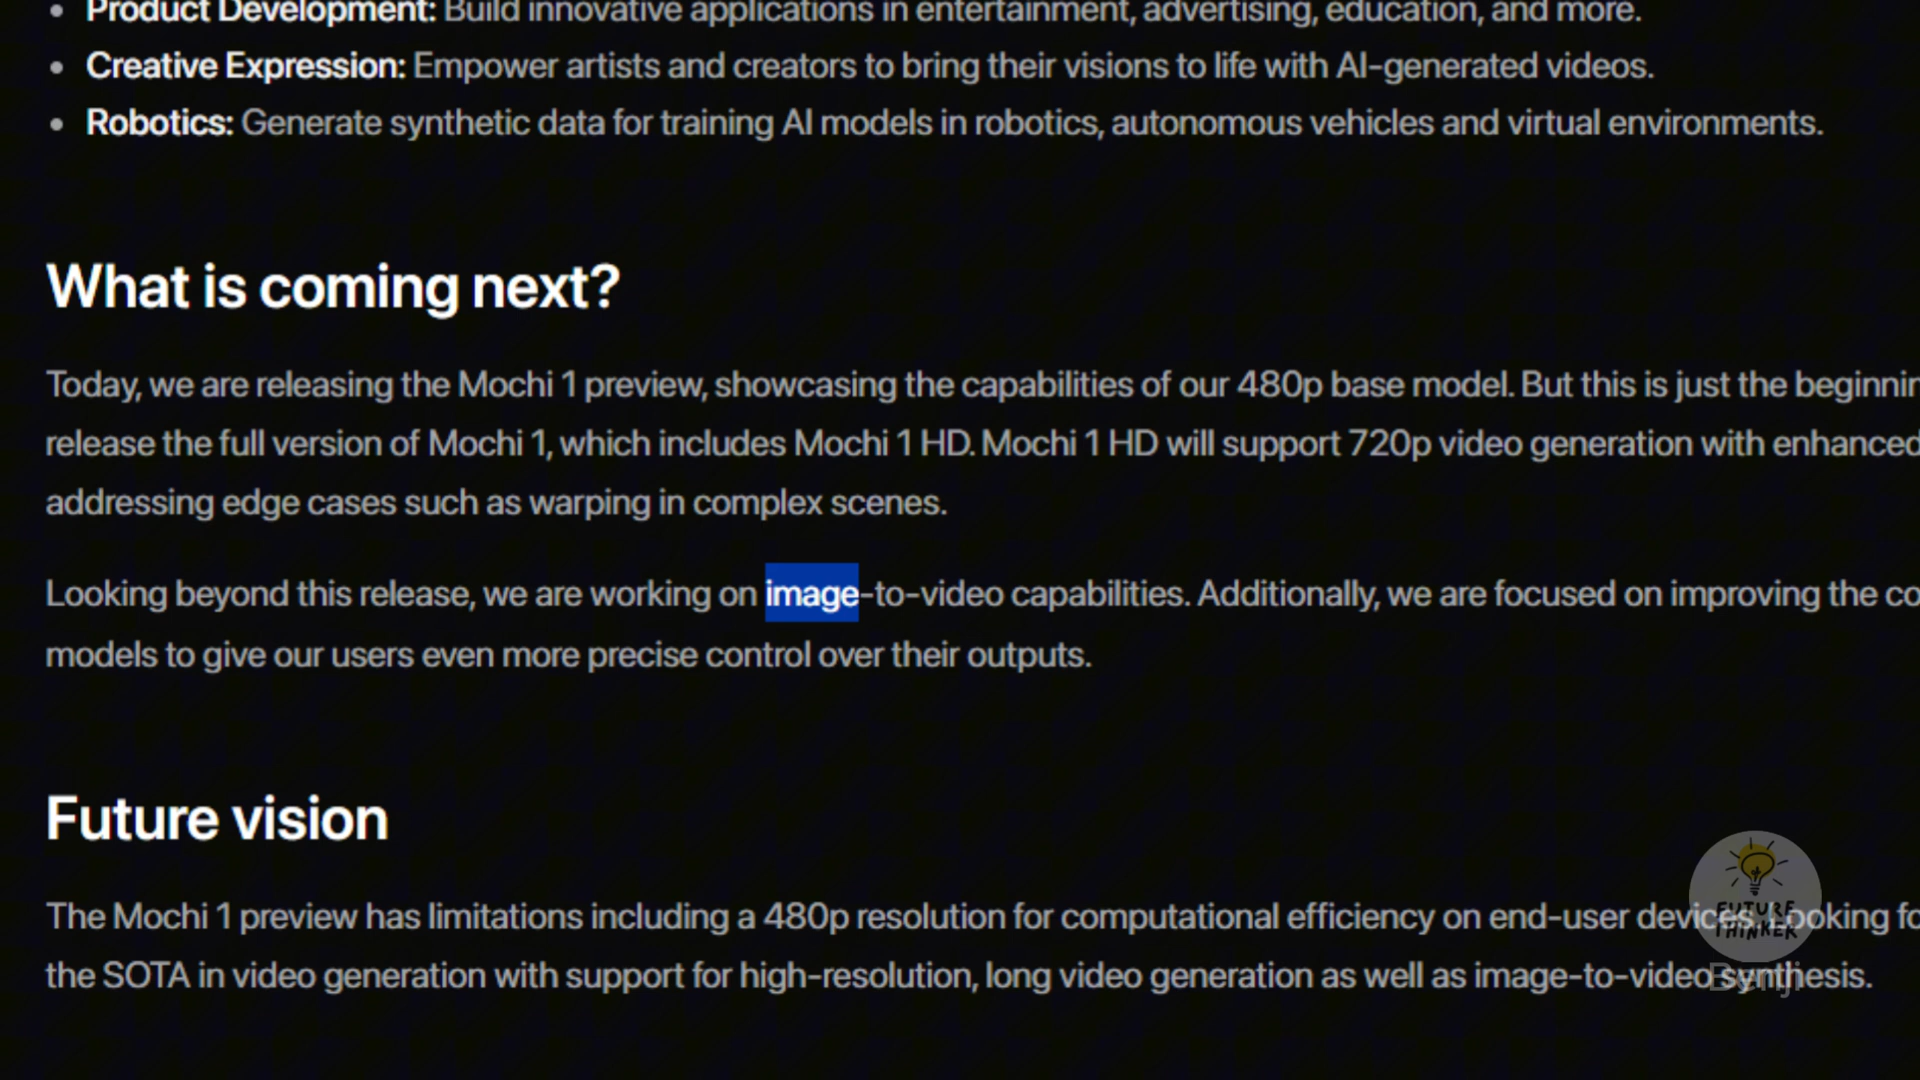 Product Development: Build innovative applications in entertainment, advertising, education, and more.
Creative Expression: Empower artists and creators to bring their visions to life with AI-generated videos.
Robotics: Generate synthetic data for training AI models in robotics, autonomous vehicles and virtual environments.
What is coming next?
Today, we are releasing the Mochi 1 preview, showcasing the capabilities of our 480p base model. But this is just the
release the full version of Mochi 1, which includes Mochi 1 HD. Mochi 1 HD will support 720p video generation with enhanced
addressing edge cases such as warping in complex scenes.
Looking beyond this release, we are working on image-to-video capabilities. Additionally, we are focused on improving the
models to give our users even more precise control over their outputs.
Future vision
The Mochi 1 preview has limitations including a 480p resolution for computational efficiency on end-user devices. Looking
the SOTA in video generation with support for high-resolution, long video generation as well as image-to-video synthesis.
FUTURE
THINKER
Benji